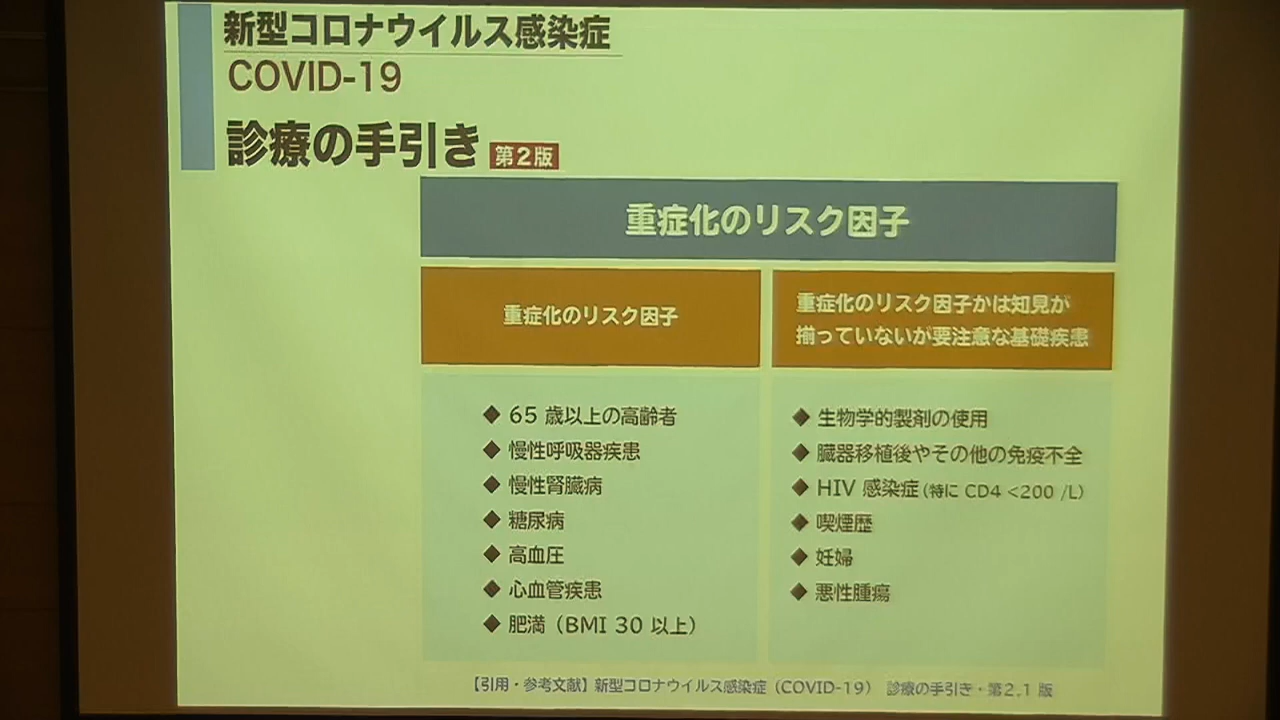 新型コロナウイルス感染症
COVID-19
診療の手引き 第2版
重症化のリスク因子
重症化のリスク因子
重症化のリスク因子かは知見が
揃っていないが要注意な基礎疾患
◆ 65 歳以上の高齢者
◆ 慢性呼吸器疾患
◆ 慢性腎臓病
◆ 糖尿病
◆ 高血圧
◆ 心血管疾患
◆ 肥満（BMI 30 以上）
◆ 生物学的製剤の使用
◆ 臓器移植後やその他の免疫不全
◆ HIV 感染症(特に CD4 <200 /L)
◆ 喫煙歴
◆ 妊婦
◆ 悪性腫瘍
【引用・参考文献】新型コロナウイルス感染症（COVID-19） 診療の手引き・第2.1 版